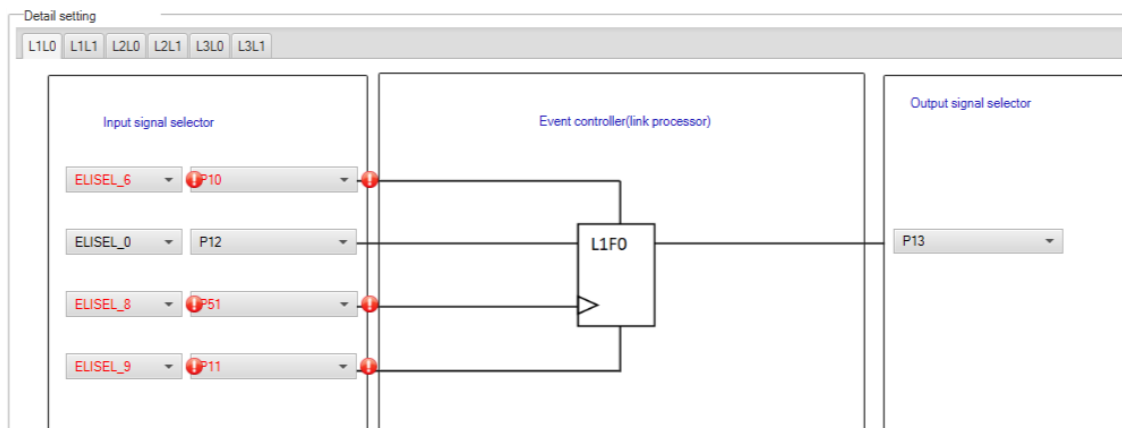 Detail setting
L1L0 L1L1 L2L0 L2L1 L3L0 L3L1
Input signal selector
Event controller(link processor)
Output signal selector
ELISEL_6 P10
ELISEL_0 P12
L1F0
P13
ELISEL_8 P51
ELISEL_9 P11